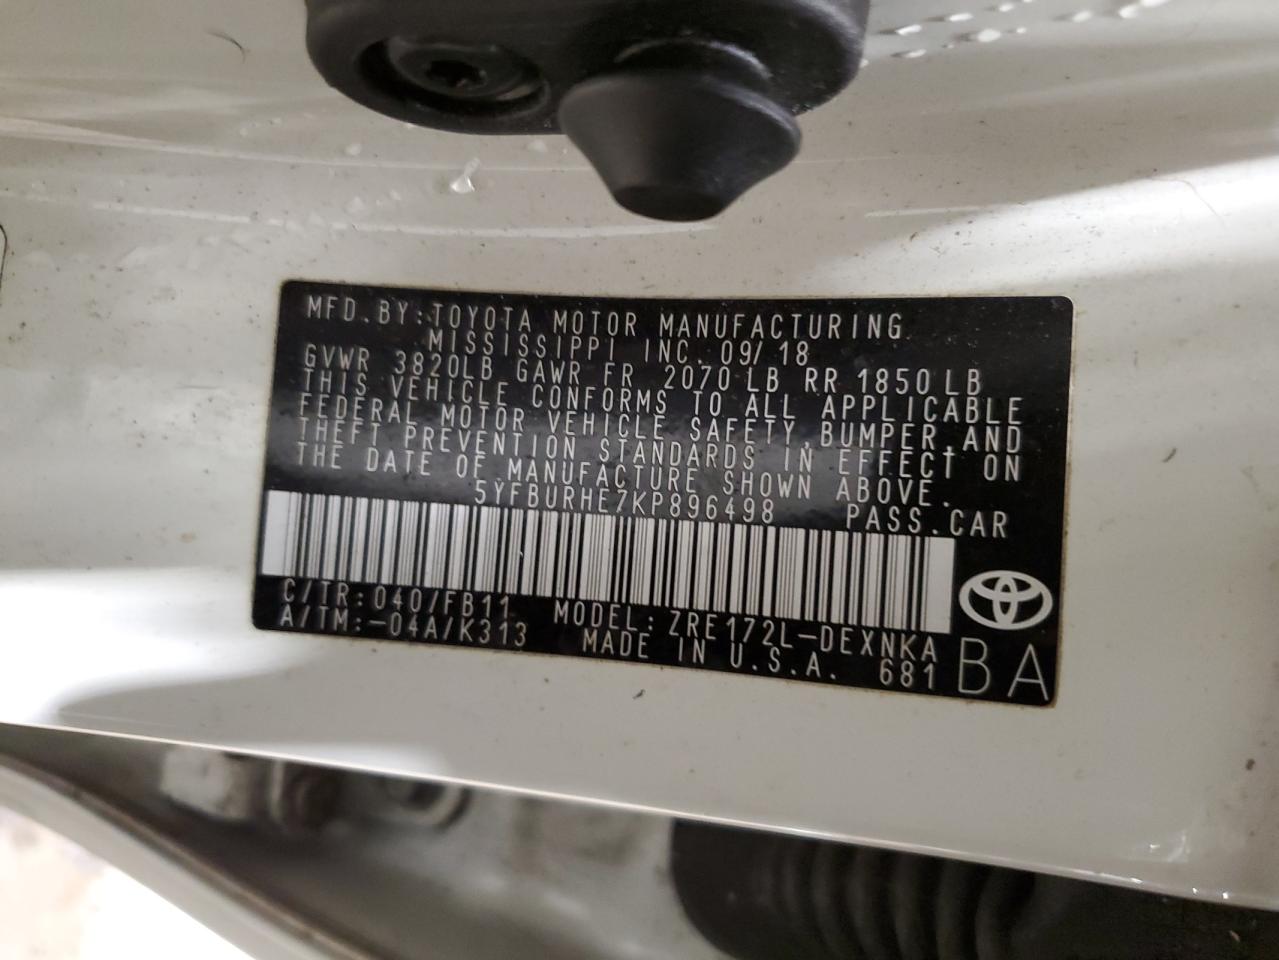 MFD. BY: TOYOTA MOTOR MANUFACTURING
MISSISSIPPI INC. 09/18
GVWR 3820LB GAWR FR 2070LB RR 1850LB
THIS VEHICLE CONFORMS TO ALL APPLICABLE
FEDERAL MOTOR VEHICLE SAFETY, BUMPER, AND
THEFT PREVENTION STANDARDS IN EFFECT ON
THE DATE OF MANUFACTURE SHOWN ABOVE.
5YFBURHE7KP896498 PASS.CAR
C/TR: 040/FB11 MODEL: ZRE172L-DEXNKA
A/TM:-04A/K313 MADE IN U.S.A. 681 BA